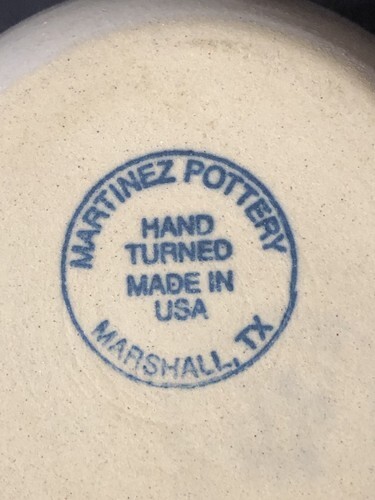 MARTINEZ POTTERY
HAND
TURNED
MADE IN
USA
MARSHALL, TX